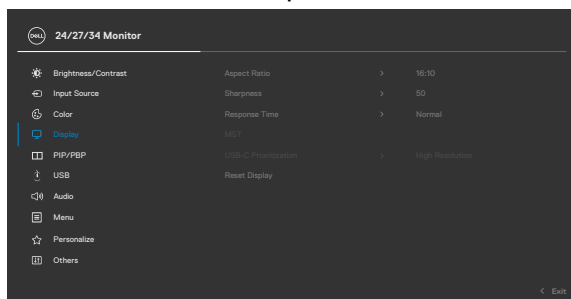 DELL 24/27/34 Monitor
Brightness/Contrast Aspect Ratio > 16:10
Input Source Sharpness > 50
Color Response Time > Normal
Display MST
PIP/PBP USB-C Prioritization > High Resolution
USB Reset Display
Audio
Menu
Personalize
Others
< Exit